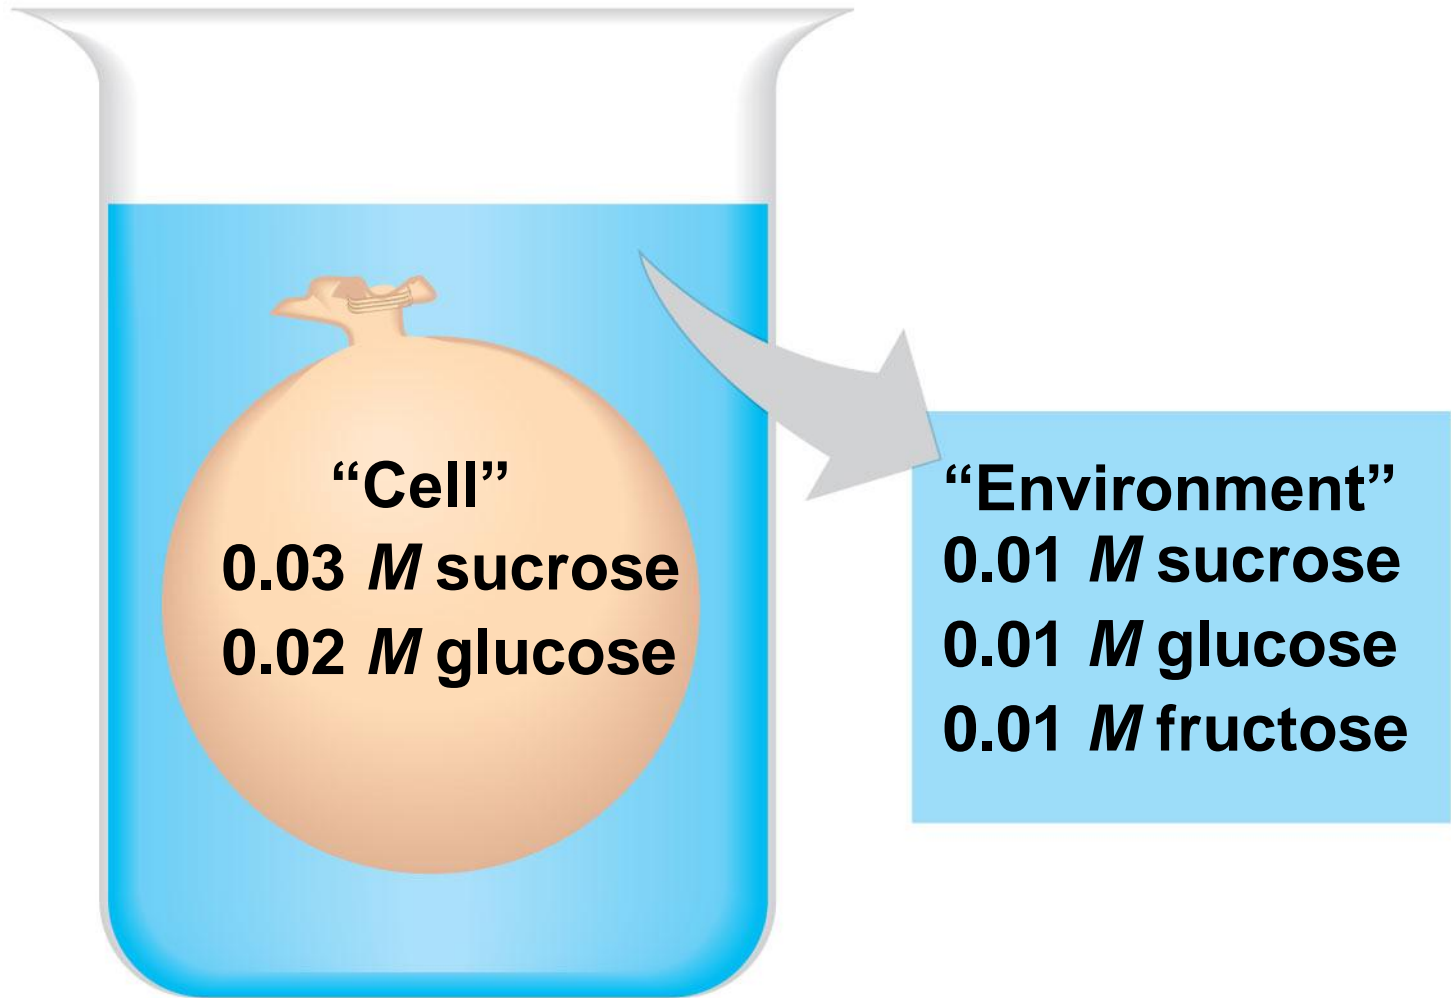 “Cell”
0.03 M sucrose
0.02 M glucose
“Environment”
0.01 M sucrose
0.01 M glucose
0.01 M fructose